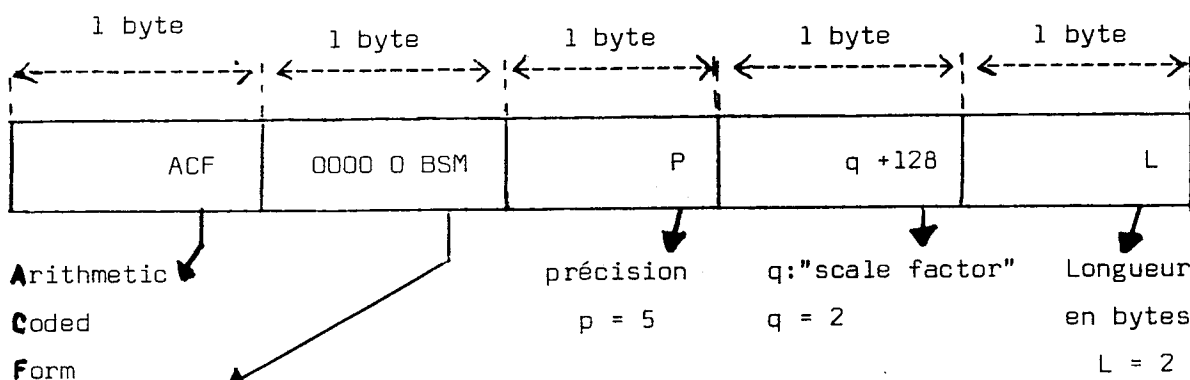 1 byte 1 byte 1 byte 1 byte 1 byte
ACF 0000 0 BSM P q +128 L
Arithmetic précision q:"scale factor" Longueur
Coded p = 5 q = 2 en bytes
Form L = 2